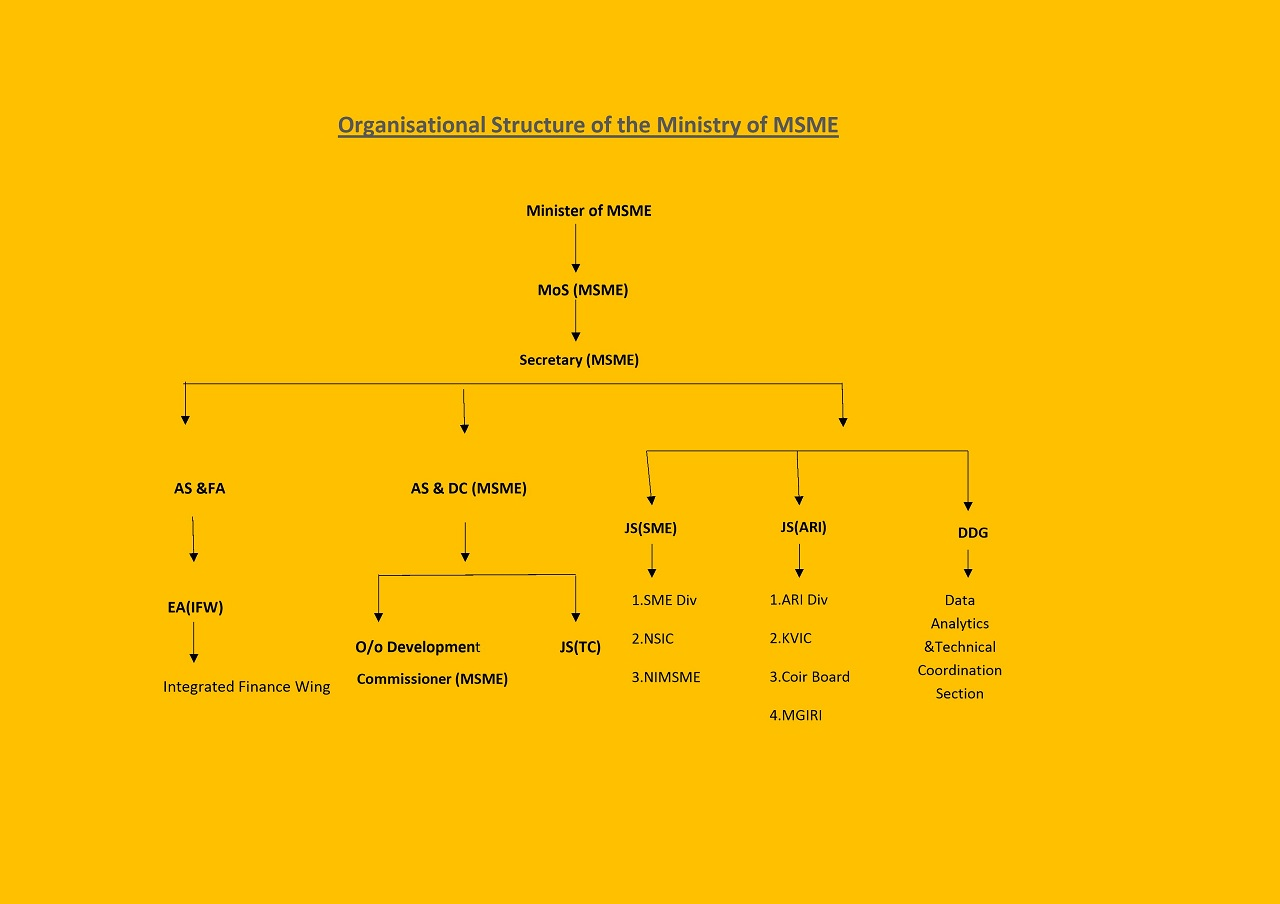 Organisational Structure of the Ministry of MSME
Minister of MSME
MoS (MSME)
Secretary (MSME)
AS &FA
AS & DC (MSME)
JS(SME)
JS(ARI)
DDG
EA(IFW)
Integrated Finance Wing
O/o Development
Commissioner (MSME)
JS(TC)
1.SME Div
2.NSIC
3.NIMSME
1.ARI Div
2.KVIC
3.Coir Board
4.MGIRI
Data
Analytics
&Technical
Coordination
Section